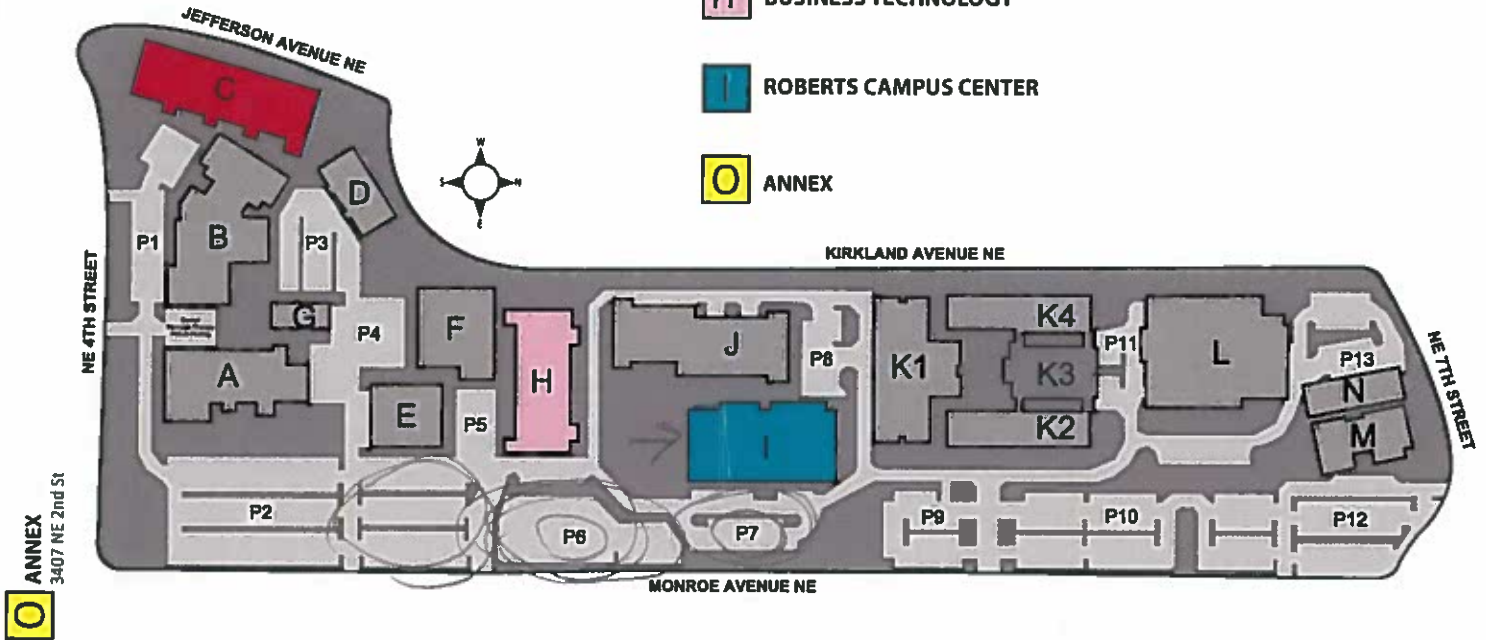 H BUSINESS TECHNOLOGY
JEFFERSON AVENUE NE
I ROBERTS CAMPUS CENTER
O ANNEX
C
W
S N
E
D
B
P1
P3
KIRKLAND AVENUE NE
NE 4TH STREET
G
P4
F
H
J
P8
K1
K4
K3
K2
P11
L
P13
N
M
NE 7TH STREET
A
E
P5
I
P2
P6
P7
P9
P10
P12
MONROE AVENUE NE
O ANNEX
3407 NE 2nd St